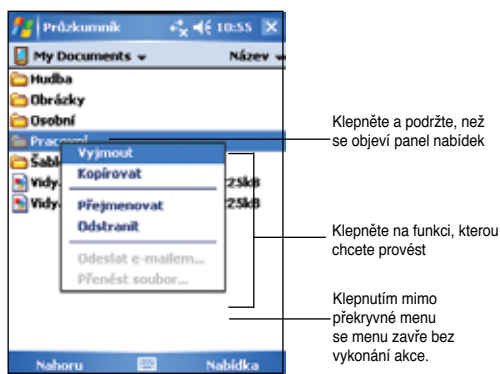 Průzkumník 10:55
My Documents Název
Hudba
Obrázky
Osobní
Pracovní
Klepněte a podržte, než
se objeví panel nabídek
Vyjmout
Kopírovat
25kB
Přejmenovat
25kB
Odstranit
Klepněte na funkci, kterou
chcete provést
Odeslat e-mailem...
Přenést soubor...
Klepnutím mimo
překryvné menu
se menu zavře bez
vykonání akce.
Nahoru Nabídka